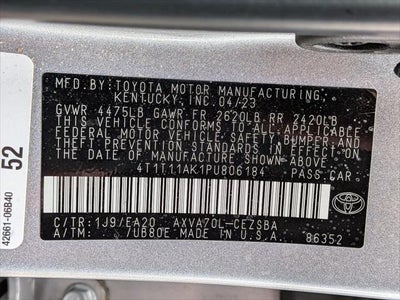 MFD.BY: TOYOTA MOTOR MANUFACTURING,
KENTUCKY, INC. 04/23
GVWR 4475LB GAWR FR 2620LB RR 2420LB
THIS VEHICLE CONFORMS TO ALL APPLICABLE
FEDERAL MOTOR VEHICLE SAFETY, BUMPER AND
THEFT PREVENTION STANDARDS IN EFFECT ON
THE DATE OF MANUFACTURE SHOWN ABOVE.
4T1T11AK1PU806184 PASS.CAR
C/TR:1J9/EA20 AXVA70L-CEZSBA
A/TM: /UB80E MADE IN U.S.A. 86352
52
42661-06B40